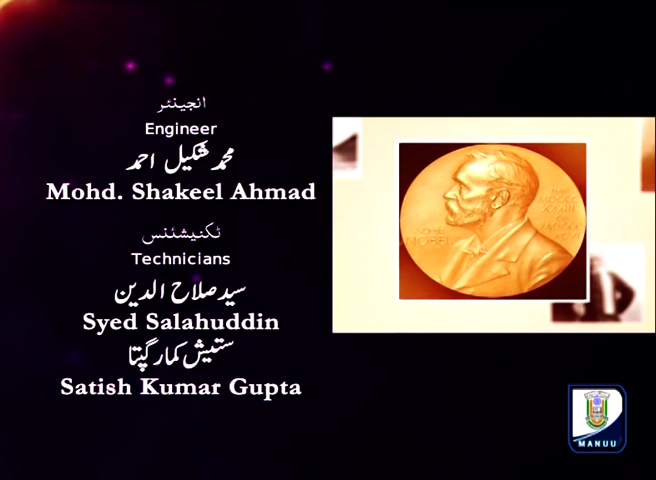 انجینئر
Engineer
محمد شکیل احمد
Mohd. Shakeel Ahmad
ٹکنیشئنس
Technicians
سید صلاح الدین
Syed Salahuddin
ستیش کمار گپتا
Satish Kumar Gupta
NOBEL
MANUU